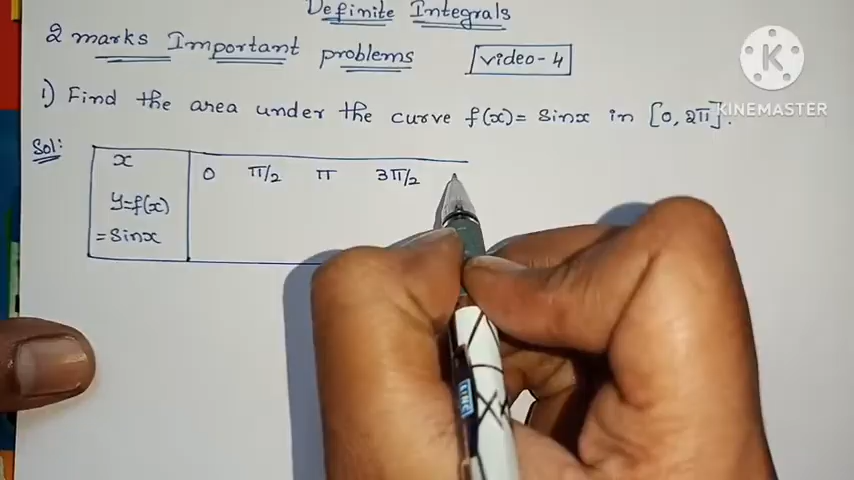 Definite Integrals
2 marks Important problems video-4
1) Find the area under the curve f(x)= Sinx in [0, 2π].
Sol:
x 0 π/2 π 3π/2
y=f(x)
=Sinx
K
KINEMASTER
LINC